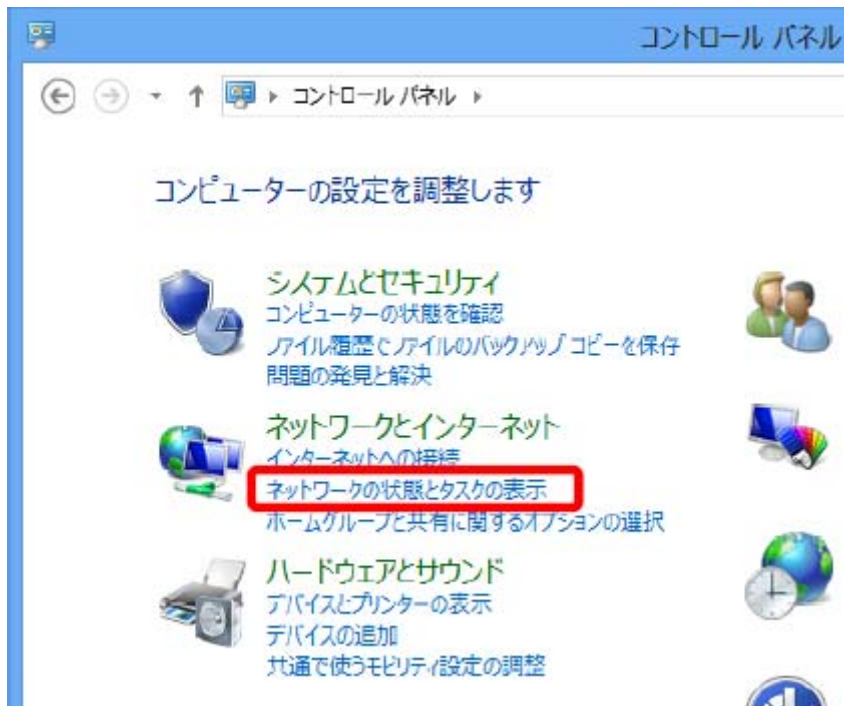 コントロール パネル
コントロール パネル
コンピューターの設定を調整します
システムとセキュリティ
コンピューターの状態を確認
ファイル履歴でファイルのバックアップ コピーを保存
問題の発見と解決
ネットワークとインターネット
インターネットへの接続
ネットワークの状態とタスクの表示
ホームグループと共有に関するオプションの選択
ハードウェアとサウンド
デバイスとプリンターの表示
デバイスの追加
共通で使うモビリティ設定の調整